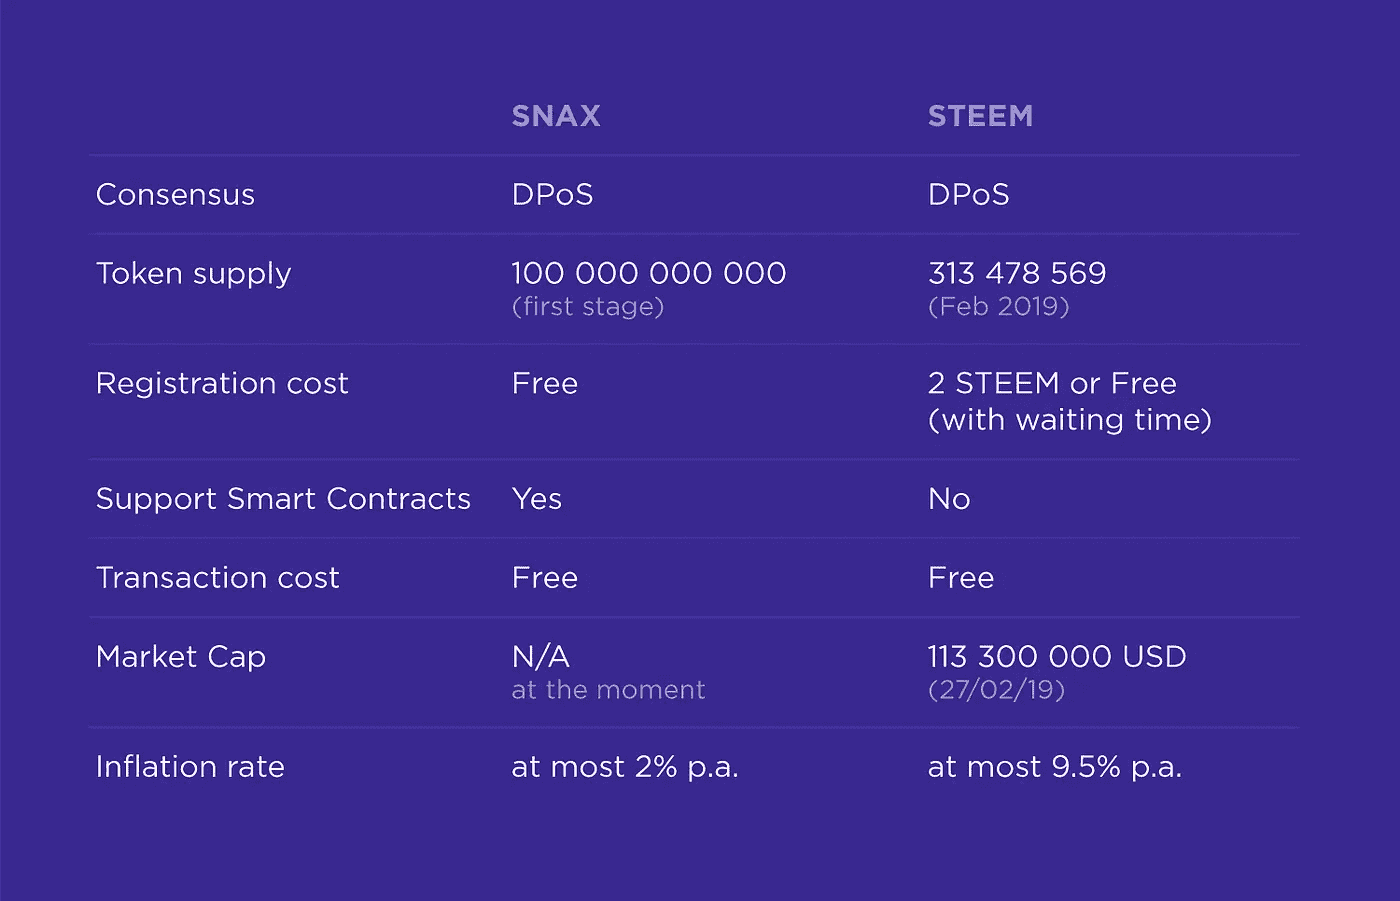 SNAX STEEM
Consensus DPoS DPoS
Token supply 100 000 000 000 313 478 569
(first stage) (Feb 2019)
Registration cost Free 2 STEEM or Free
(with waiting time)
Support Smart Contracts Yes No
Transaction cost Free Free
Market Cap N/A 113 300 000 USD
at the moment (27/02/19)
Inflation rate at most 2% p.a. at most 9.5% p.a.